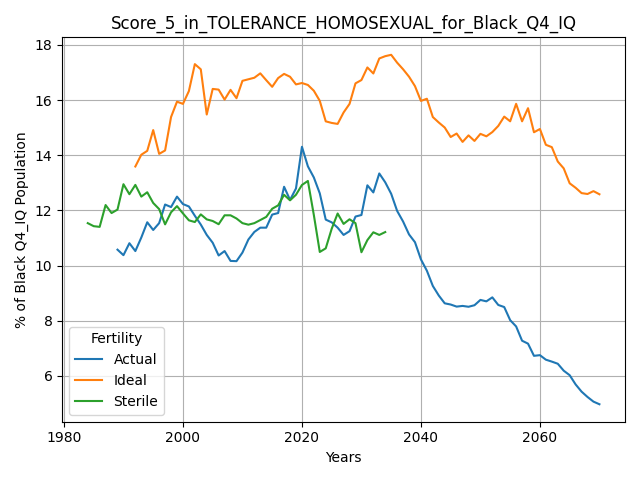 Score_5_in_TOLERANCE_HOMOSEXUAL_for_Black_Q4_IQ
% of Black Q4_IQ Population
18
16
14
12
10
8
6
Fertility
Actual
Ideal
Sterile
1980
2000
2020
2040
2060
Years